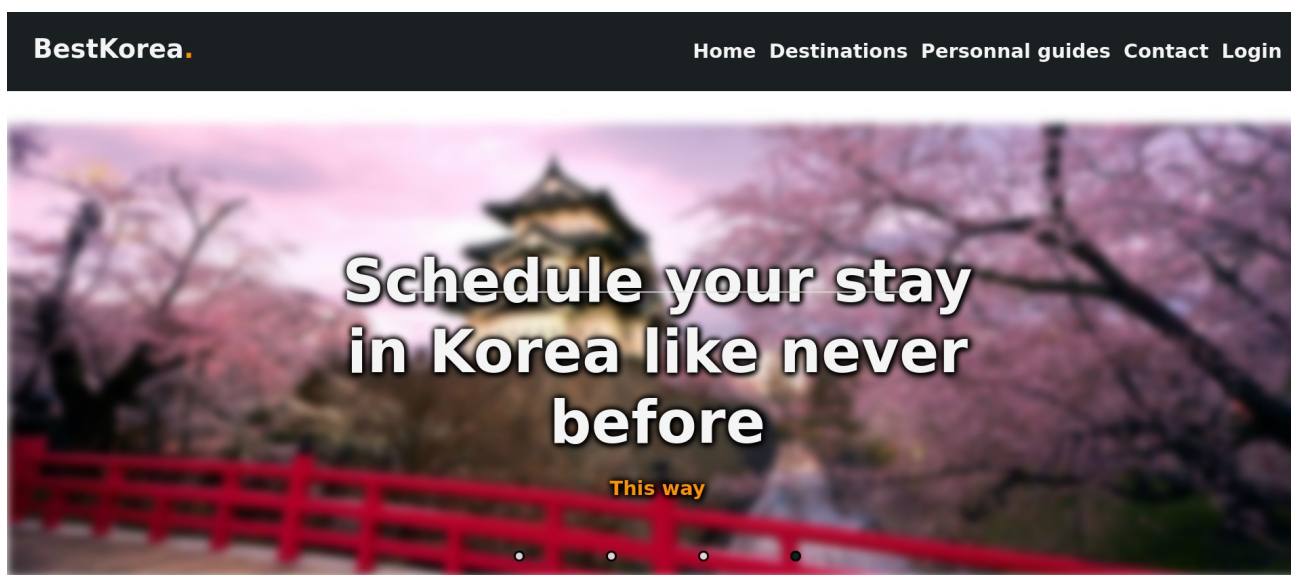 BestKorea.
Home Destinations Personnal guides Contact Login
Schedule your stay
in Korea like never
before
This way